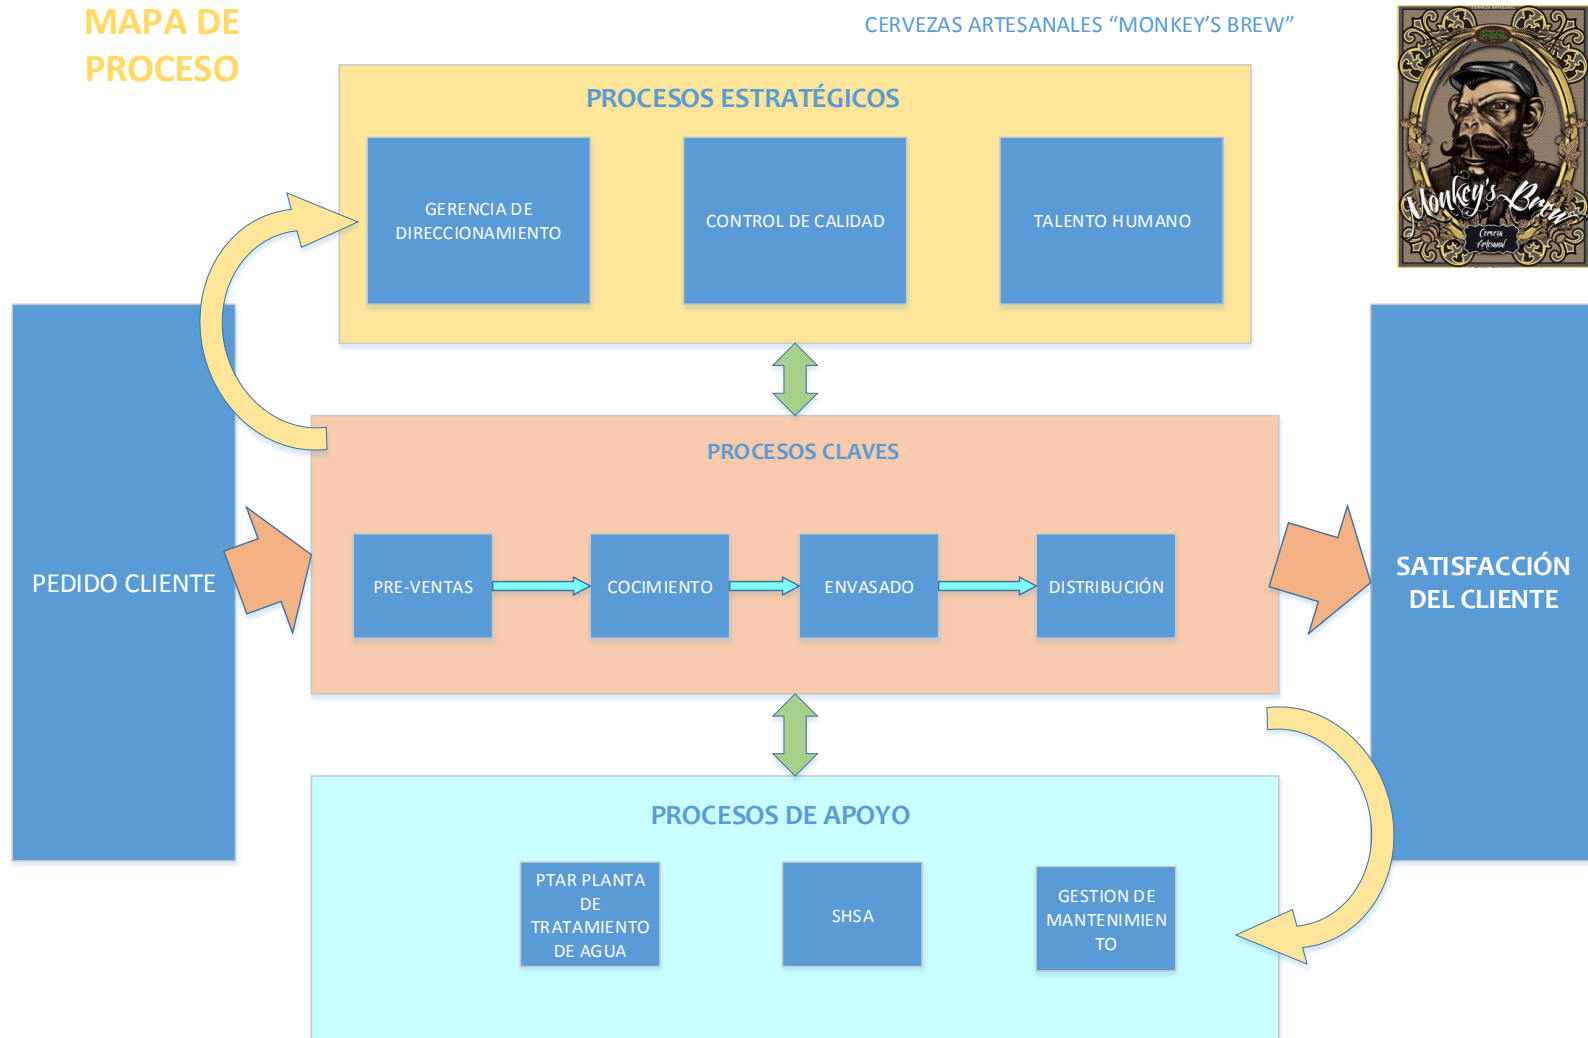 MAPA DE
PROCESO
CERVEZAS ARTESANALES “MONKEY’S BREW”
PROCESOS ESTRATÉGICOS
GERENCIA DE
DIRECCIONAMIENTO
CONTROL DE CALIDAD
TALENTO HUMANO
Monkey's Brew
Cerveza
Artesanal
PROCESOS CLAVES
PEDIDO CLIENTE
PRE-VENTAS
COCIMIENTO
ENVASADO
DISTRIBUCIÓN
SATISFACCIÓN
DEL CLIENTE
PROCESOS DE APOYO
PTAR PLANTA
DE
TRATAMIENTO
DE AGUA
SHSA
GESTION DE
MANTENIMIEN
TO